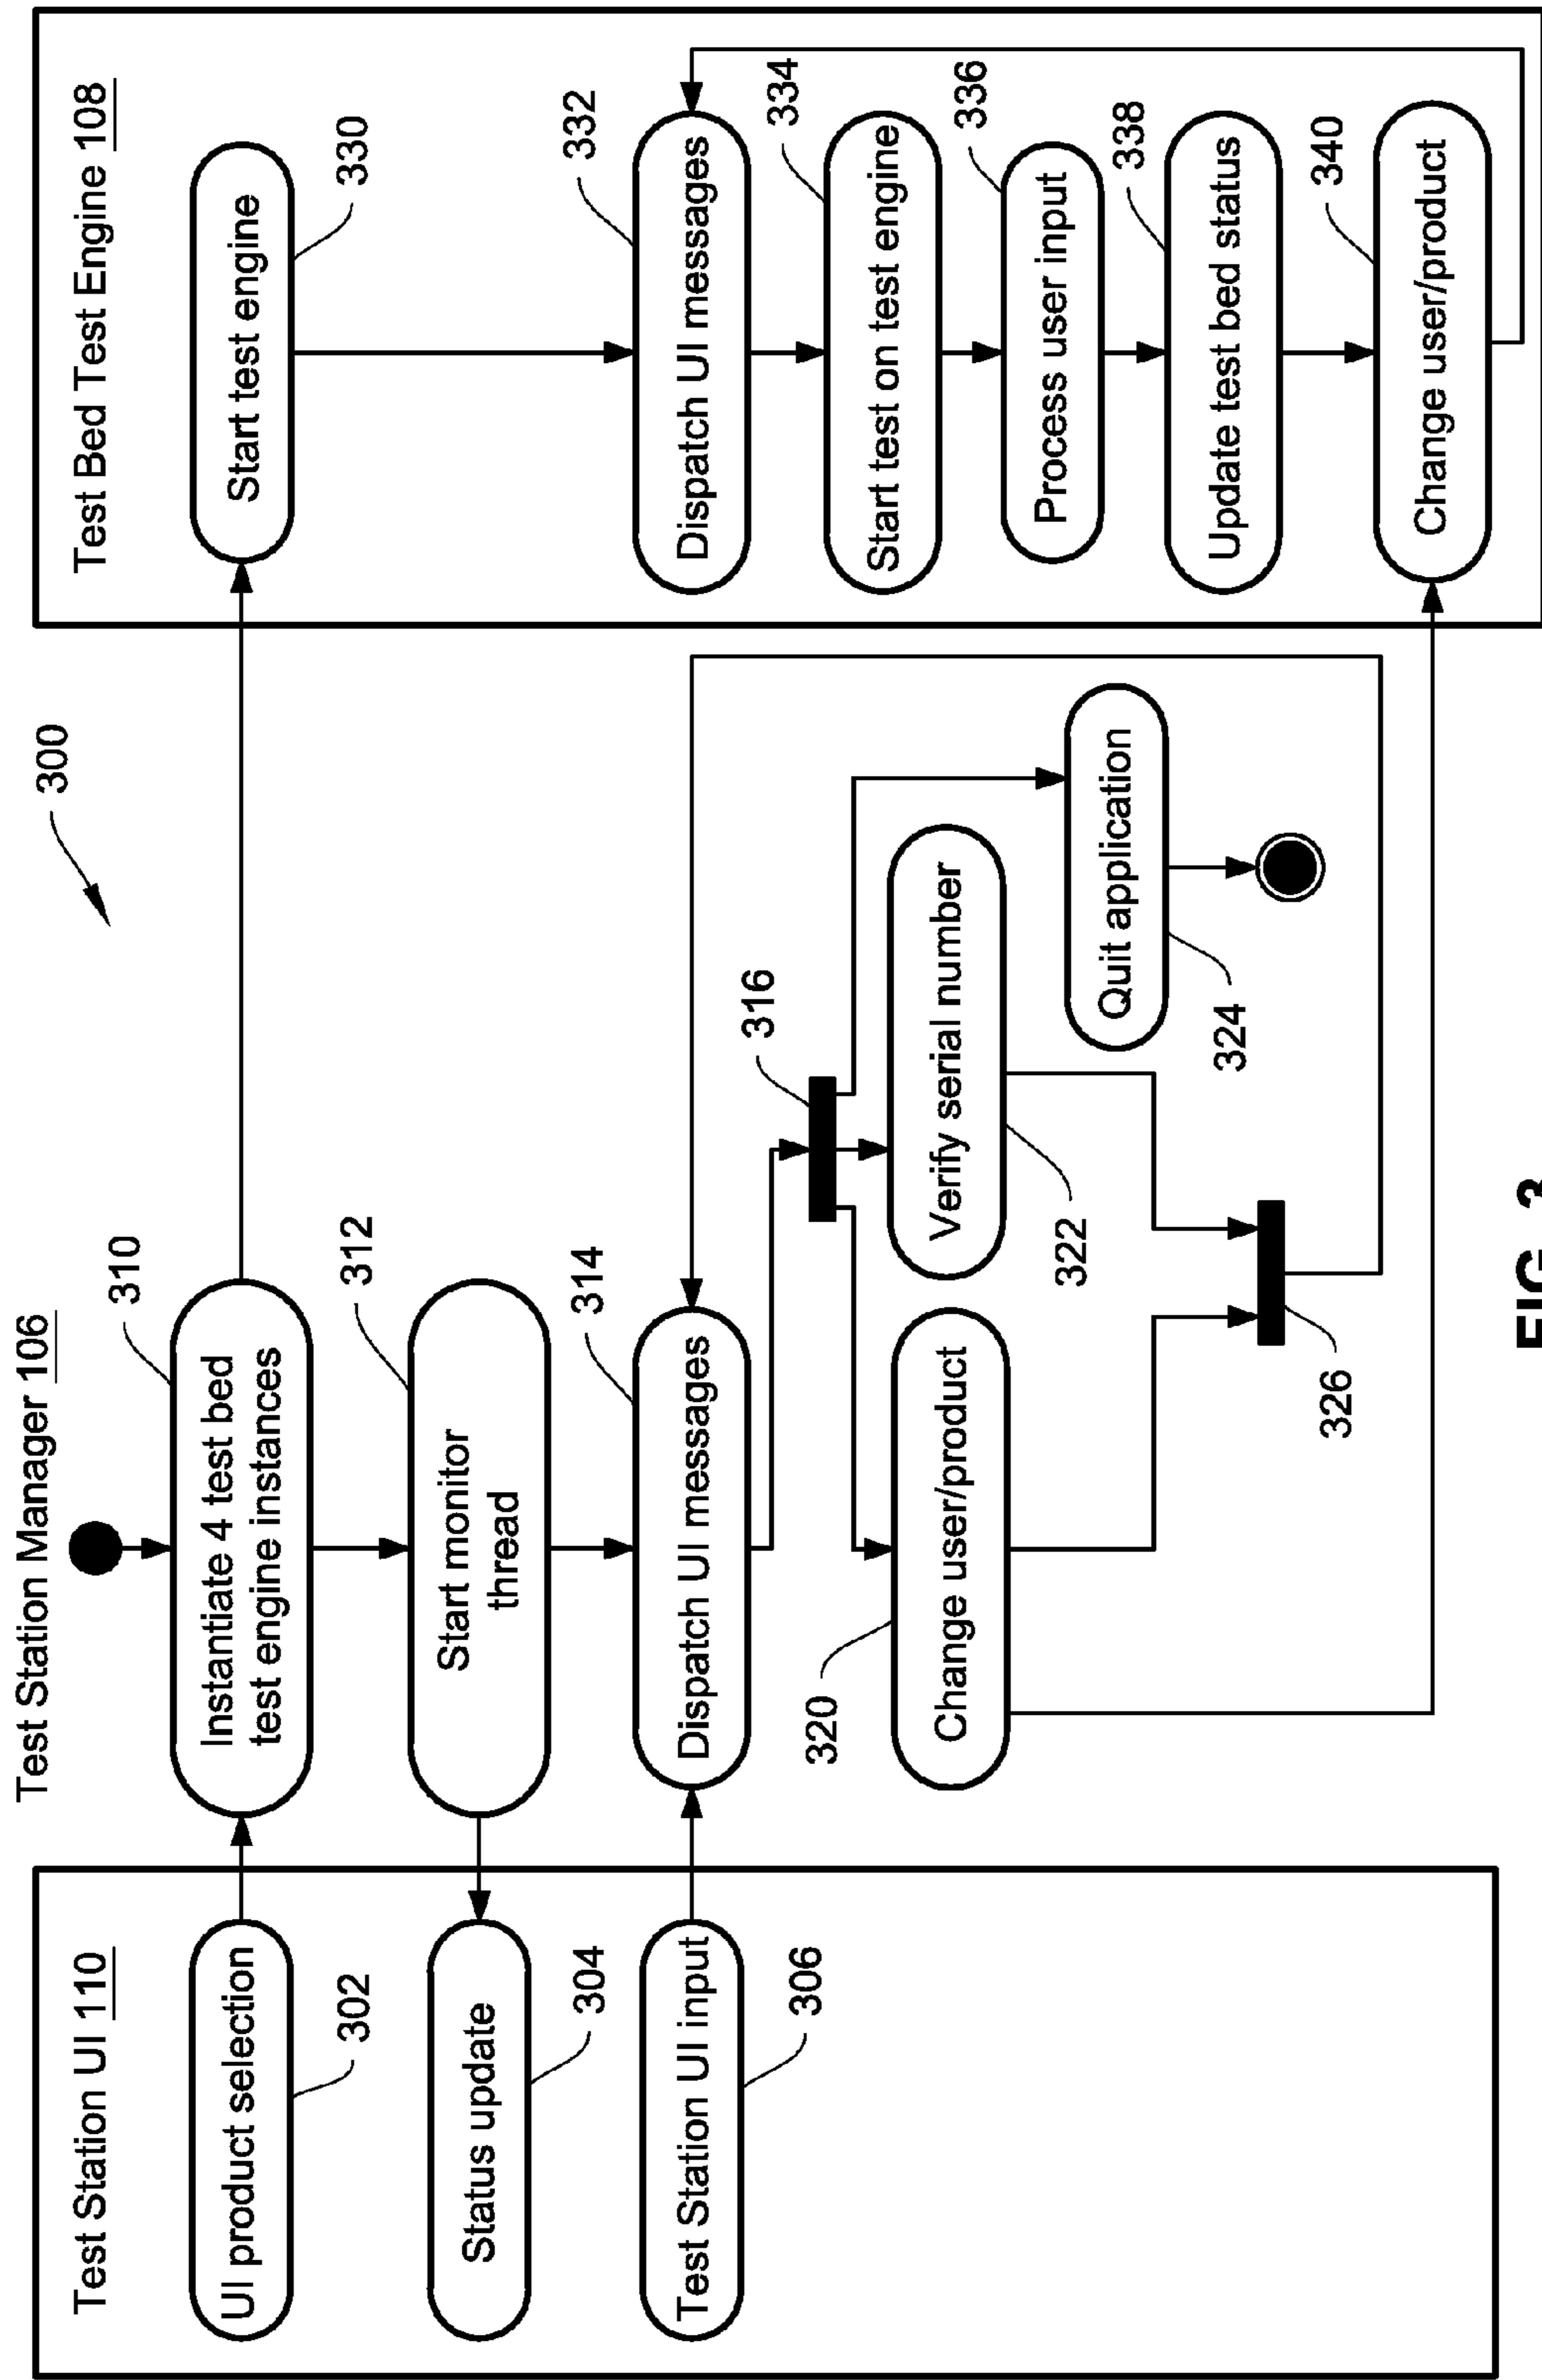 300
Test Station UI 110
UI product selection
302
Status update
304
Test Station UI input
306
Test Station Manager 106
310
Instantiate 4 test bed
test engine instances
312
Start monitor
thread
314
Dispatch UI messages
316
320
Change user/product
322
Verify serial number
324
Quit application
326
Test Bed Test Engine 108
Start test engine
330
332
Dispatch UI messages
334
Start test on test engine
336
Process user input
338
Update test bed status
340
Change user/product
FIG. 3